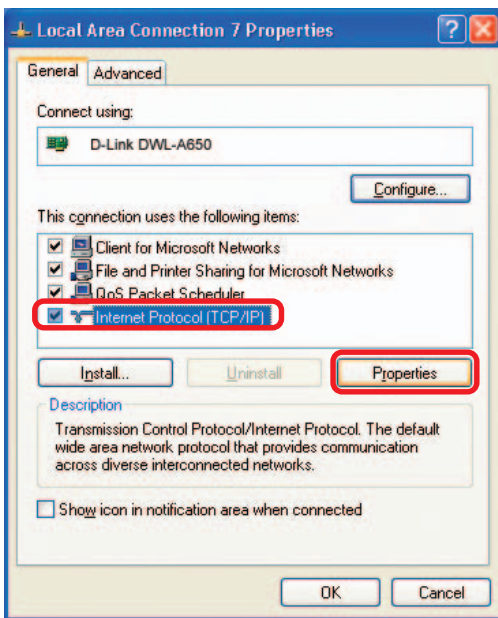 Local Area Connection 7 Properties
General Advanced
Connect using:
D-Link DWL-A650
Configure...
This connection uses the following items:
Client for Microsoft Networks
File and Printer Sharing for Microsoft Networks
QoS Packet Scheduler
Internet Protocol (TCP/IP)
Install... Uninstall Properties
Description
Transmission Control Protocol/Internet Protocol. The default
wide area network protocol that provides communication
across diverse interconnected networks.
Show icon in notification area when connected
OK Cancel